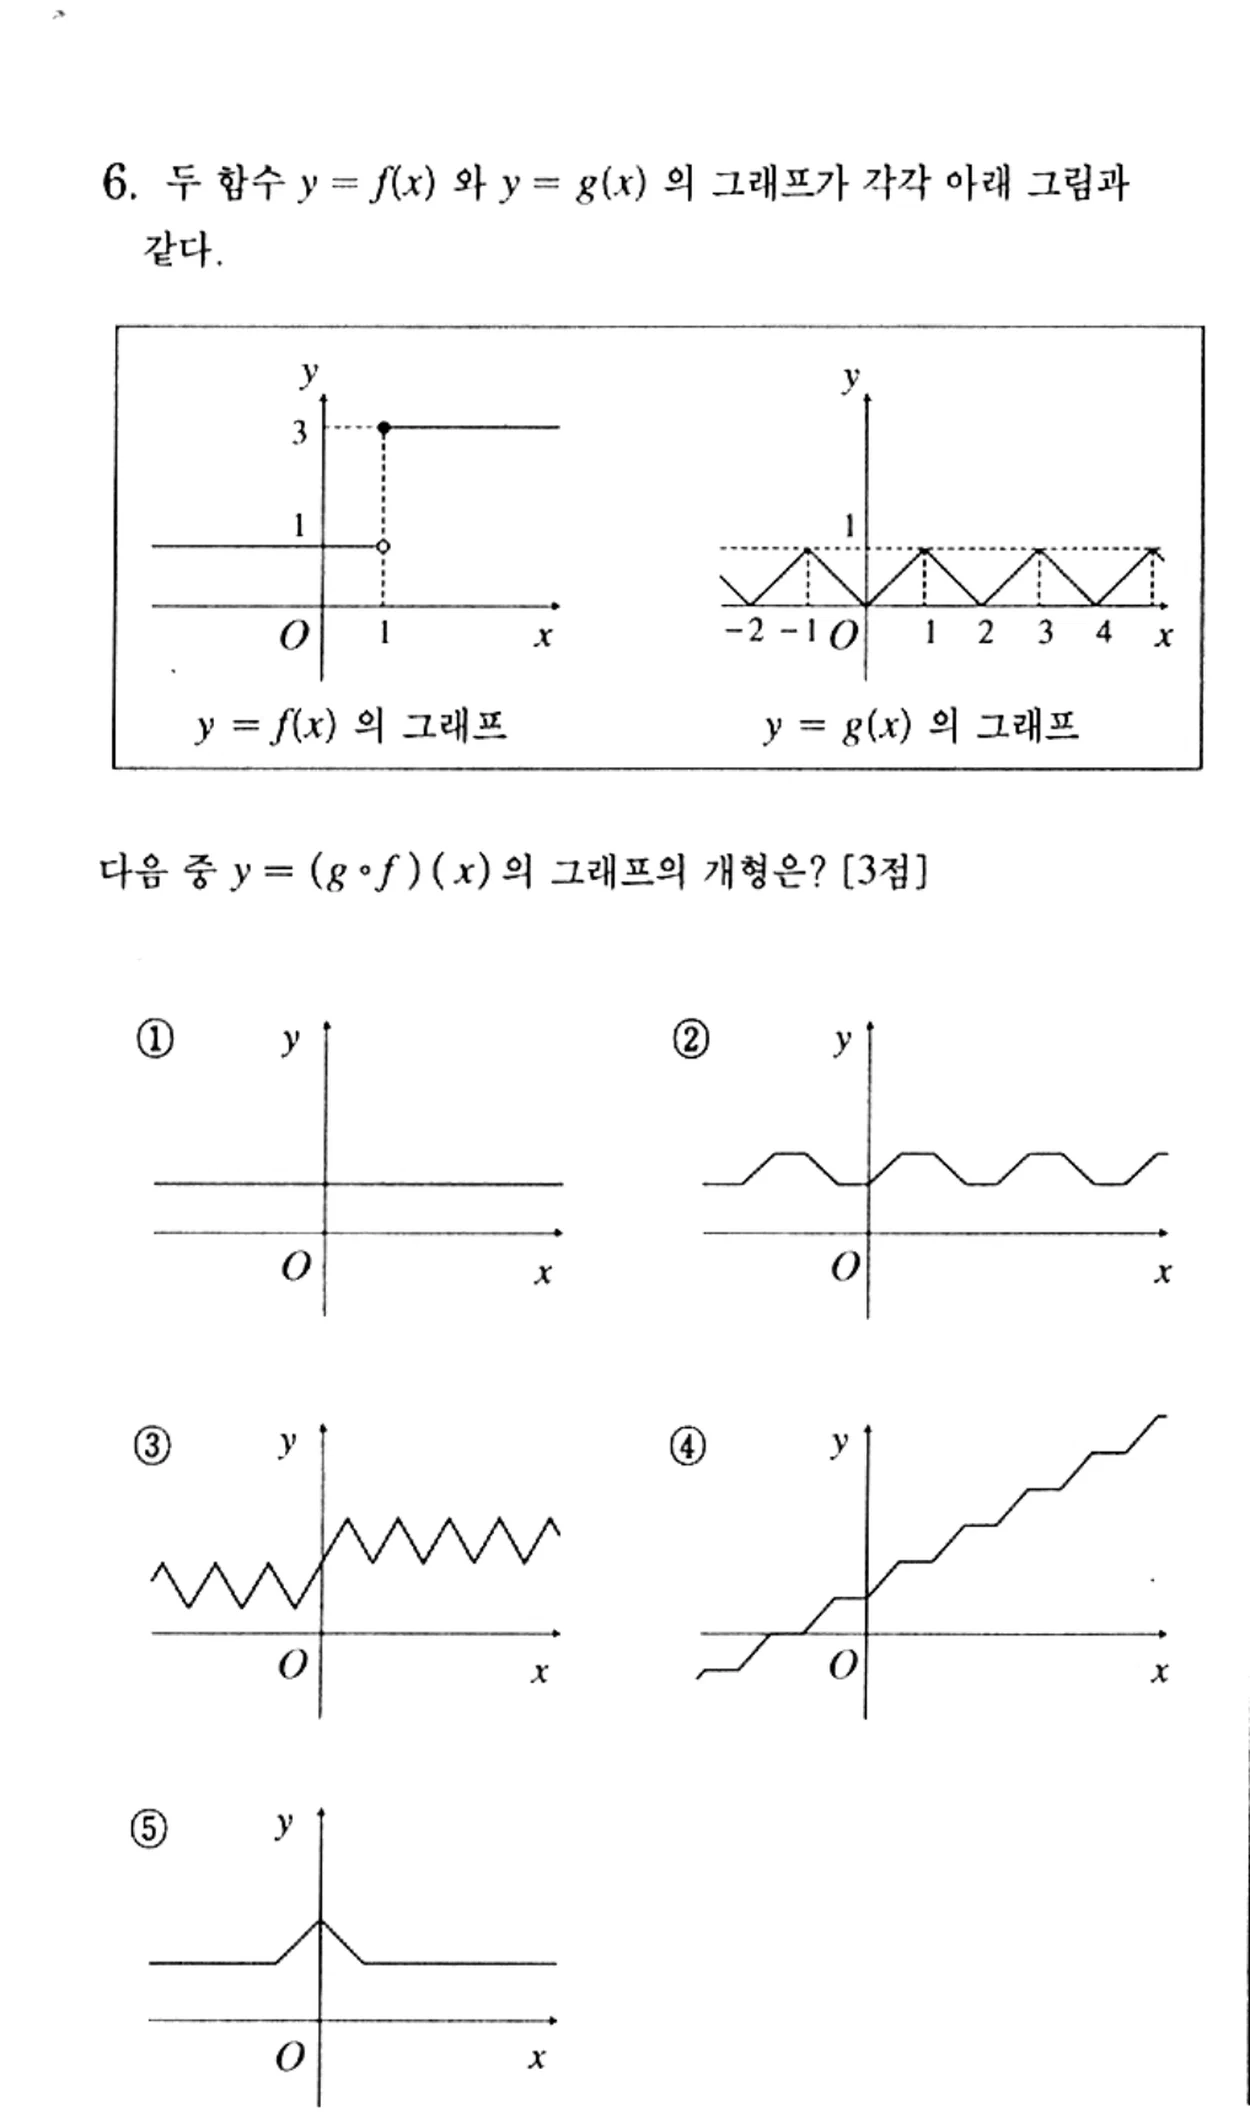 6. 두 함수 y = f(x) 와 y = g(x) 의 그래프가 각각 아래 그림과
같다.
y
3
1
O
1
x
y = f(x) 의 그래프
y
1
-2 -1 O 1 2 3 4 x
y = g(x) 의 그래프
다음 중 y = (g∘f)(x)의 그래프의 개형은? [3점]
① y
O
x
② y
O
x
③ y
O
x
④ y
O
x
⑤ y
O
x